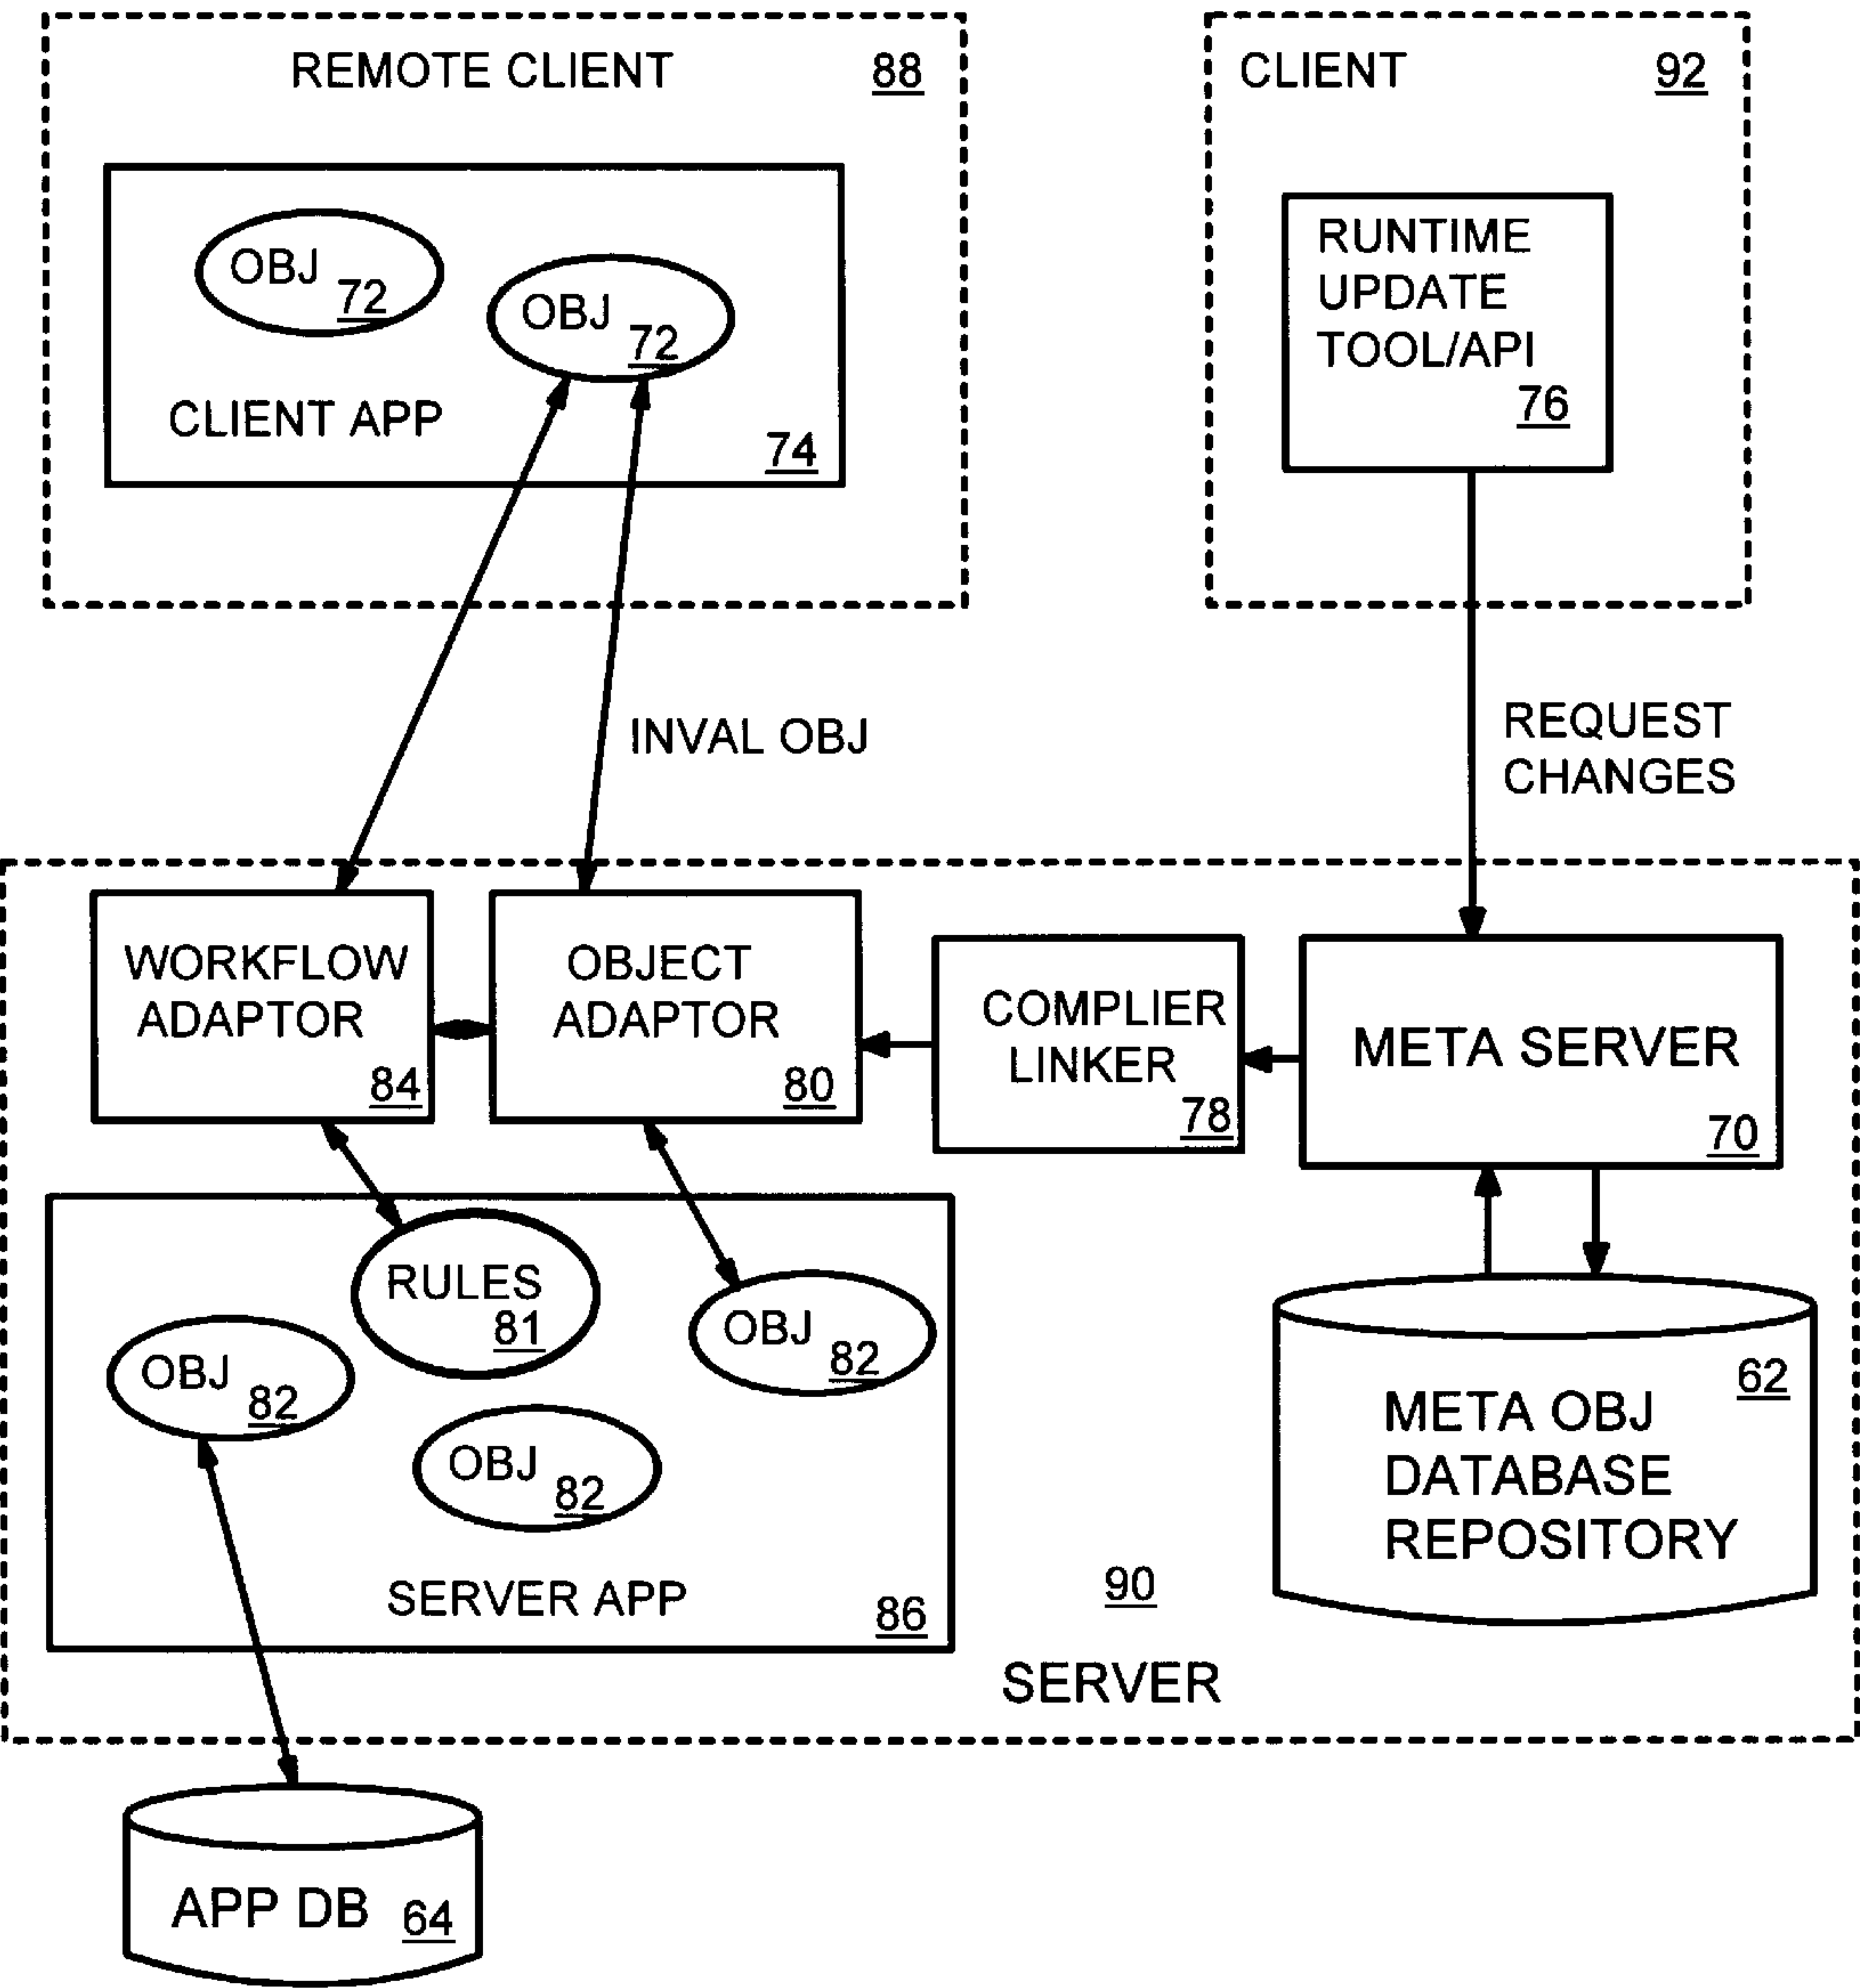 REMOTE CLIENT 88
OBJ 72
OBJ 72
CLIENT APP 74
CLIENT 92
RUNTIME
UPDATE
TOOL/API
76
INVAL OBJ
REQUEST
CHANGES
WORKFLOW
ADAPTOR
84
OBJECT
ADAPTOR
80
COMPLIER
LINKER
78
META SERVER
70
RULES
81
OBJ 82
OBJ 82
OBJ 82
SERVER APP 86
62
META OBJ
DATABASE
REPOSITORY
90
SERVER
APP DB 64